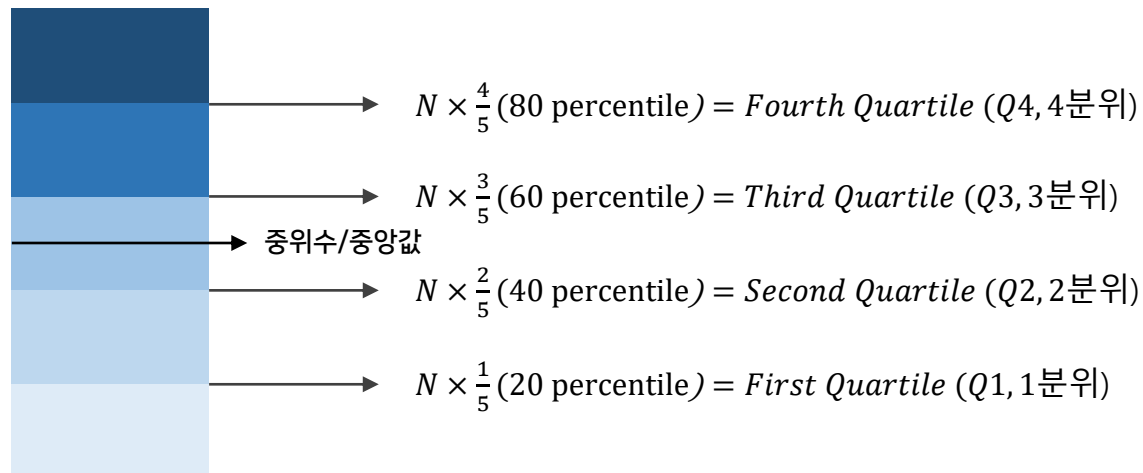 N × 4/5 (80 percentile) = Fourth Quartile (Q4, 4분위)
N × 3/5 (60 percentile) = Third Quartile (Q3, 3분위)
중위수/중앙값
N × 2/5 (40 percentile) = Second Quartile (Q2, 2분위)
N × 1/5 (20 percentile) = First Quartile (Q1, 1분위)